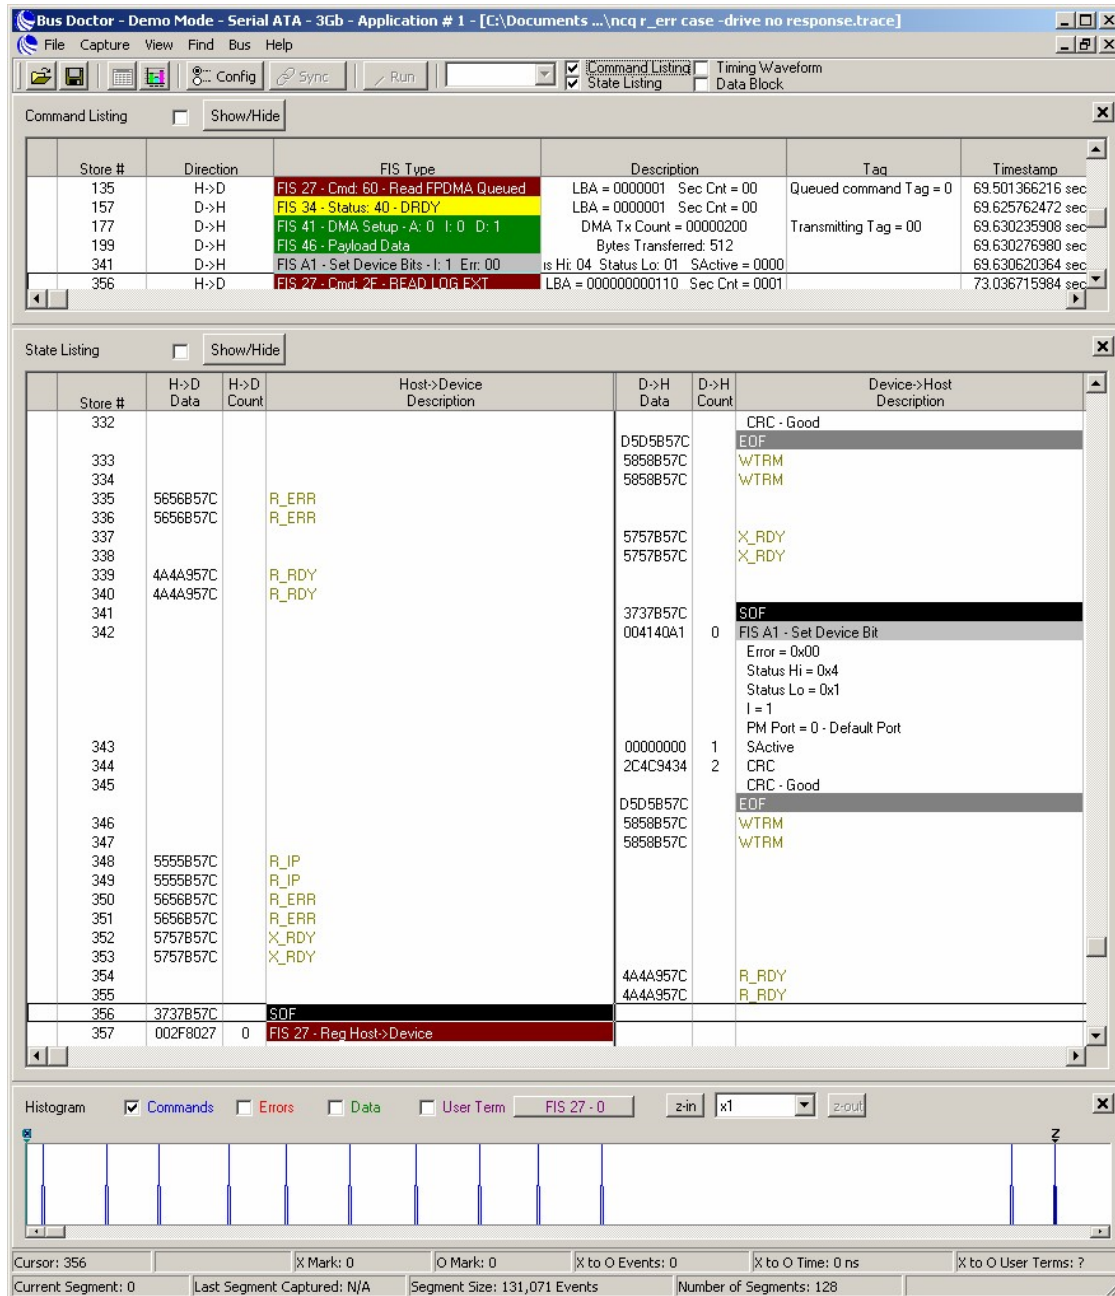 Bus Doctor - Demo Mode - Serial ATA - 3Gb - Application # 1 - [C:\Documents ...\ncq r_err case -drive no response.trace]
File Capture View Find Bus Help
Config Sync Run Command Listing Timing Waveform
State Listing Data Block
Command Listing Show/Hide
Store # Direction FIS Type Description Tag Timestamp
135 H->D FIS 27 - Cmd: 60 - Read FPDMA Queued LBA = 0000001 Sec Cnt = 00 Queued command Tag = 0 69.501366216 sec
157 D->H FIS 34 - Status: 40 - DRDY LBA = 0000001 Sec Cnt = 00 69.625762472 sec
177 D->H FIS 41 - DMA Setup - A: 0 I: 0 D: 1 DMA Tx Count = 00000200 Transmitting Tag = 00 69.630235908 sec
199 D->H FIS 46 - Payload Data Bytes Transferred: 512 69.630276980 sec
341 D->H FIS A1 - Set Device Bits - I: 1 Err: 00 is Hi: 04 Status Lo: 01 SActive = 0000 69.630620364 sec
356 H->D FIS 27 - Cmd: 2F - READ LOG EXT LBA = 000000000110 Sec Cnt = 0001 73.036715984 sec
State Listing Show/Hide
H->D H->D Host->Device D->H D->H Device->Host
Store # Data Count Description Data Count Description
332 CRC - Good
D5D5B57C EOF
333 5858B57C WTRM
334 5858B57C WTRM
335 5656B57C R_ERR
336 5656B57C R_ERR
337 5757B57C X_RDY
338 5757B57C X_RDY
339 4A4A957C R_RDY
340 4A4A957C R_RDY
341 3737B57C SOF
342 004140A1 0 FIS A1 - Set Device Bit
Error = 0x00
Status Hi = 0x4
Status Lo = 0x1
I = 1
PM Port = 0 - Default Port
343 00000000 1 SActive
344 2C4C9434 2 CRC
345 CRC - Good
D5D5B57C EOF
346 5858B57C WTRM
347 5858B57C WTRM
348 5555B57C R_IP
349 5555B57C R_IP
350 5656B57C R_ERR
351 5656B57C R_ERR
352 5757B57C X_RDY
353 5757B57C X_RDY
354 4A4A957C R_RDY
355 4A4A957C R_RDY
356 3737B57C SOF
357 002F8027 0 FIS 27 - Reg Host->Device
Histogram Commands Errors Data User Term FIS 27 - 0 z-in x1 z-out
Z
Cursor: 356 X Mark: 0 O Mark: 0 X to O Events: 0 X to O Time: 0 ns X to O User Terms: ?
Current Segment: 0 Last Segment Captured: N/A Segment Size: 131,071 Events Number of Segments: 128